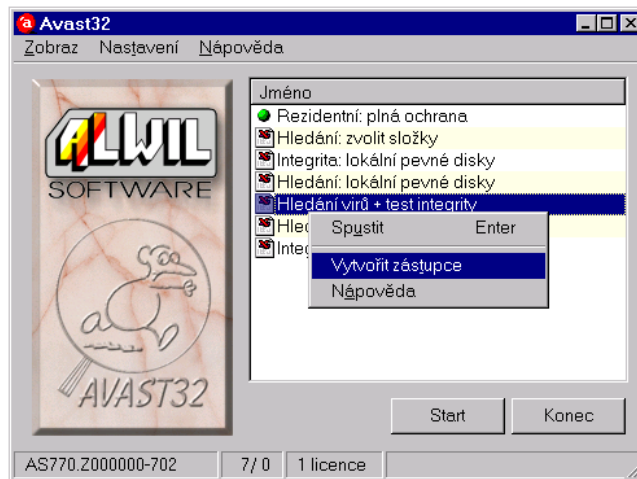 Avast32
Zobraz Nastavení Nápověda
ALWIL
SOFTWARE
AVAST32
Jméno
Rezidentní: plná ochrana
Hledání: zvolit složky
Integrita: lokální pevné disky
Hledání: lokální pevné disky
Hledání virů + test integrity
Spustit Enter
Vytvořit zástupce
Nápověda
Start Konec
AS770.Z000000-702 7/ 0 1 licence